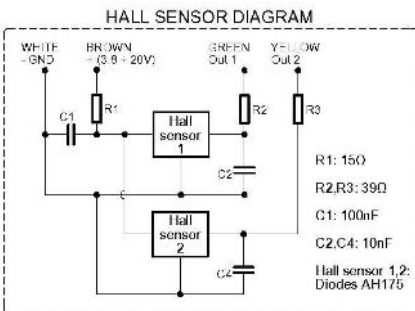 HALL SENSOR DIAGRAM
WHITE BROWN GREEN YELLOW
- GND + (3.8 ÷ 20V) Out 1 Out 2
R1 R2 R3
C1
Hall
sensor
1
C2
Hall
sensor
2
C4
R1: 15Ω
R2,R3: 39Ω
C1: 100nF
C2,C4: 10nF
Hall sensor 1,2:
Diodes AH175